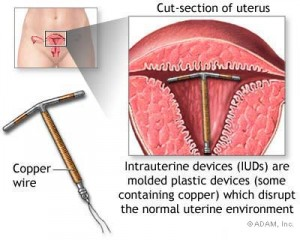 Cut-section of uterus
Copper
wire
Intrauterine devices (IUDs) are
molded plastic devices (some
containing copper) which disrupt
the normal uterine environment
©ADAM, Inc.